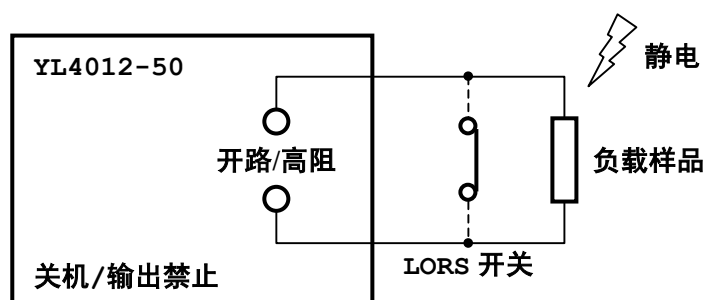 YL4012-50
静电
开路/高阻
负载样品
关机/输出禁止
LORS 开关